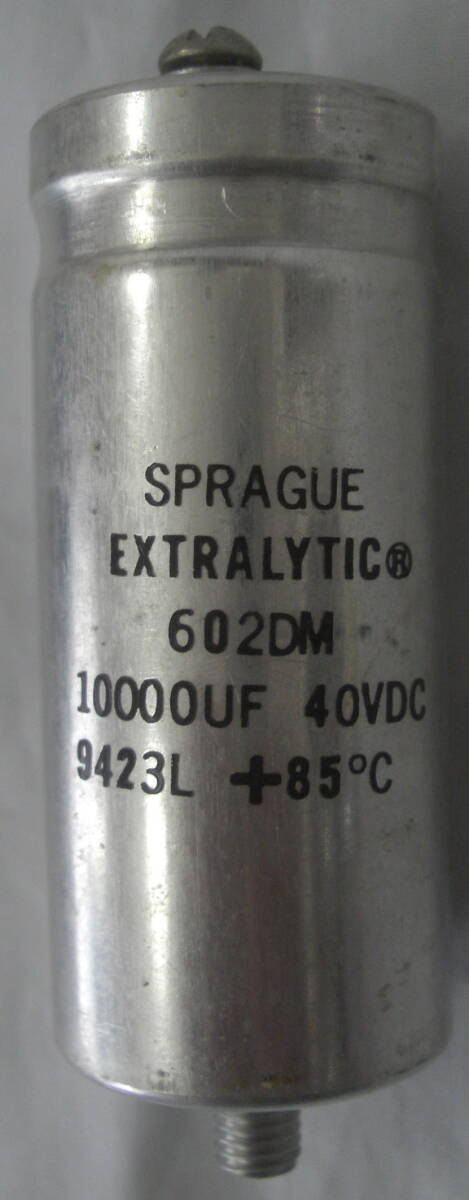 SPRAGUE
EXTRALYTIC®
602DM
10000UF 40VDC
9423L +85°C